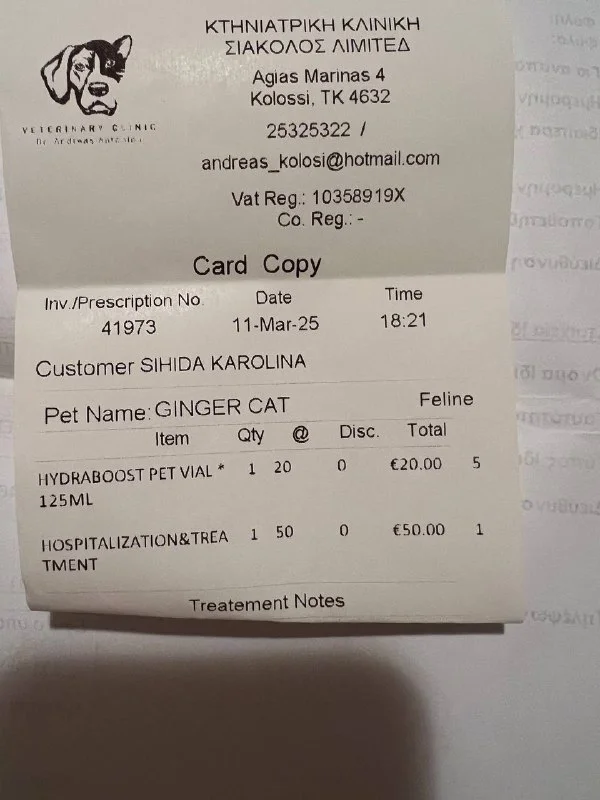 ΚΤΗΝΙΑΤΡΙΚΗ ΚΛΙΝΙΚΗ
ΣΙΑΚΟΛΟΣ ΛΙΜΙΤΕΔ
VETERINARY CLINIC
Dr. Andreas
Agias Marinas 4
Kolossi, TK 4632
25325322 /
andreas_kolosi@hotmail.com
Vat Reg.: 10358919X
Co. Reg.: -
Card Copy
Inv./Prescription No. Date Time
41973 11-Mar-25 18:21
Customer SIHIDA KAROLINA
Pet Name: GINGER CAT Feline
Item Qty @ Disc. Total
HYDRABOOST PET VIAL * 1 20 0 €20.00 5
125ML
HOSPITALIZATION&TREA 1 50 0 €50.00 1
TMENT
Treatement Notes